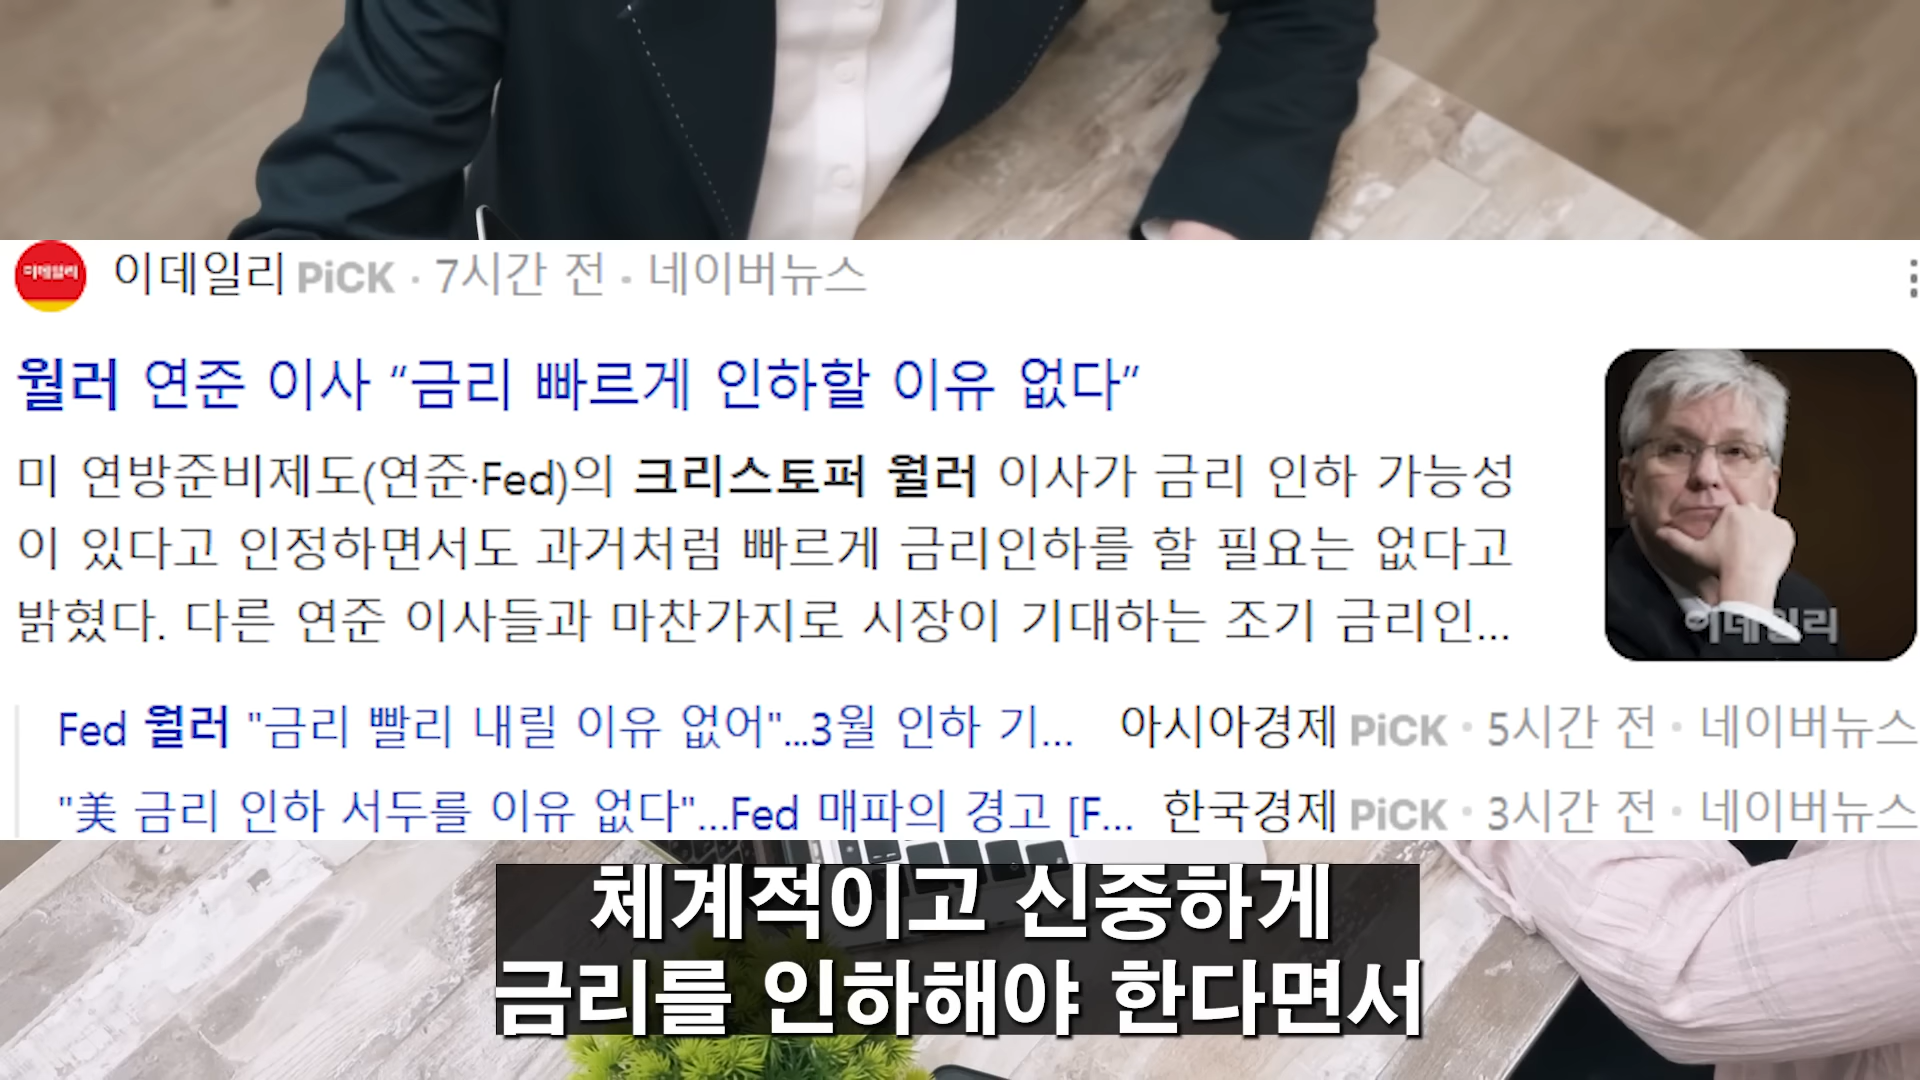 이데일리
이데일리 PiCK · 7시간 전 · 네이버뉴스
월러 연준 이사 “금리 빠르게 인하할 이유 없다”
미 연방준비제도(연준·Fed)의 크리스토퍼 월러 이사가 금리 인하 가능성
이 있다고 인정하면서도 과거처럼 빠르게 금리인하를 할 필요는 없다고
밝혔다. 다른 연준 이사들과 마찬가지로 시장이 기대하는 조기 금리인...
이데일리
Fed 월러 "금리 빨리 내릴 이유 없어"...3월 인하 기... 아시아경제 PiCK · 5시간 전 · 네이버뉴스
"美 금리 인하 서두를 이유 없다"...Fed 매파의 경고 [F... 한국경제 PiCK · 3시간 전 · 네이버뉴스
체계적이고 신중하게
금리를 인하해야 한다면서